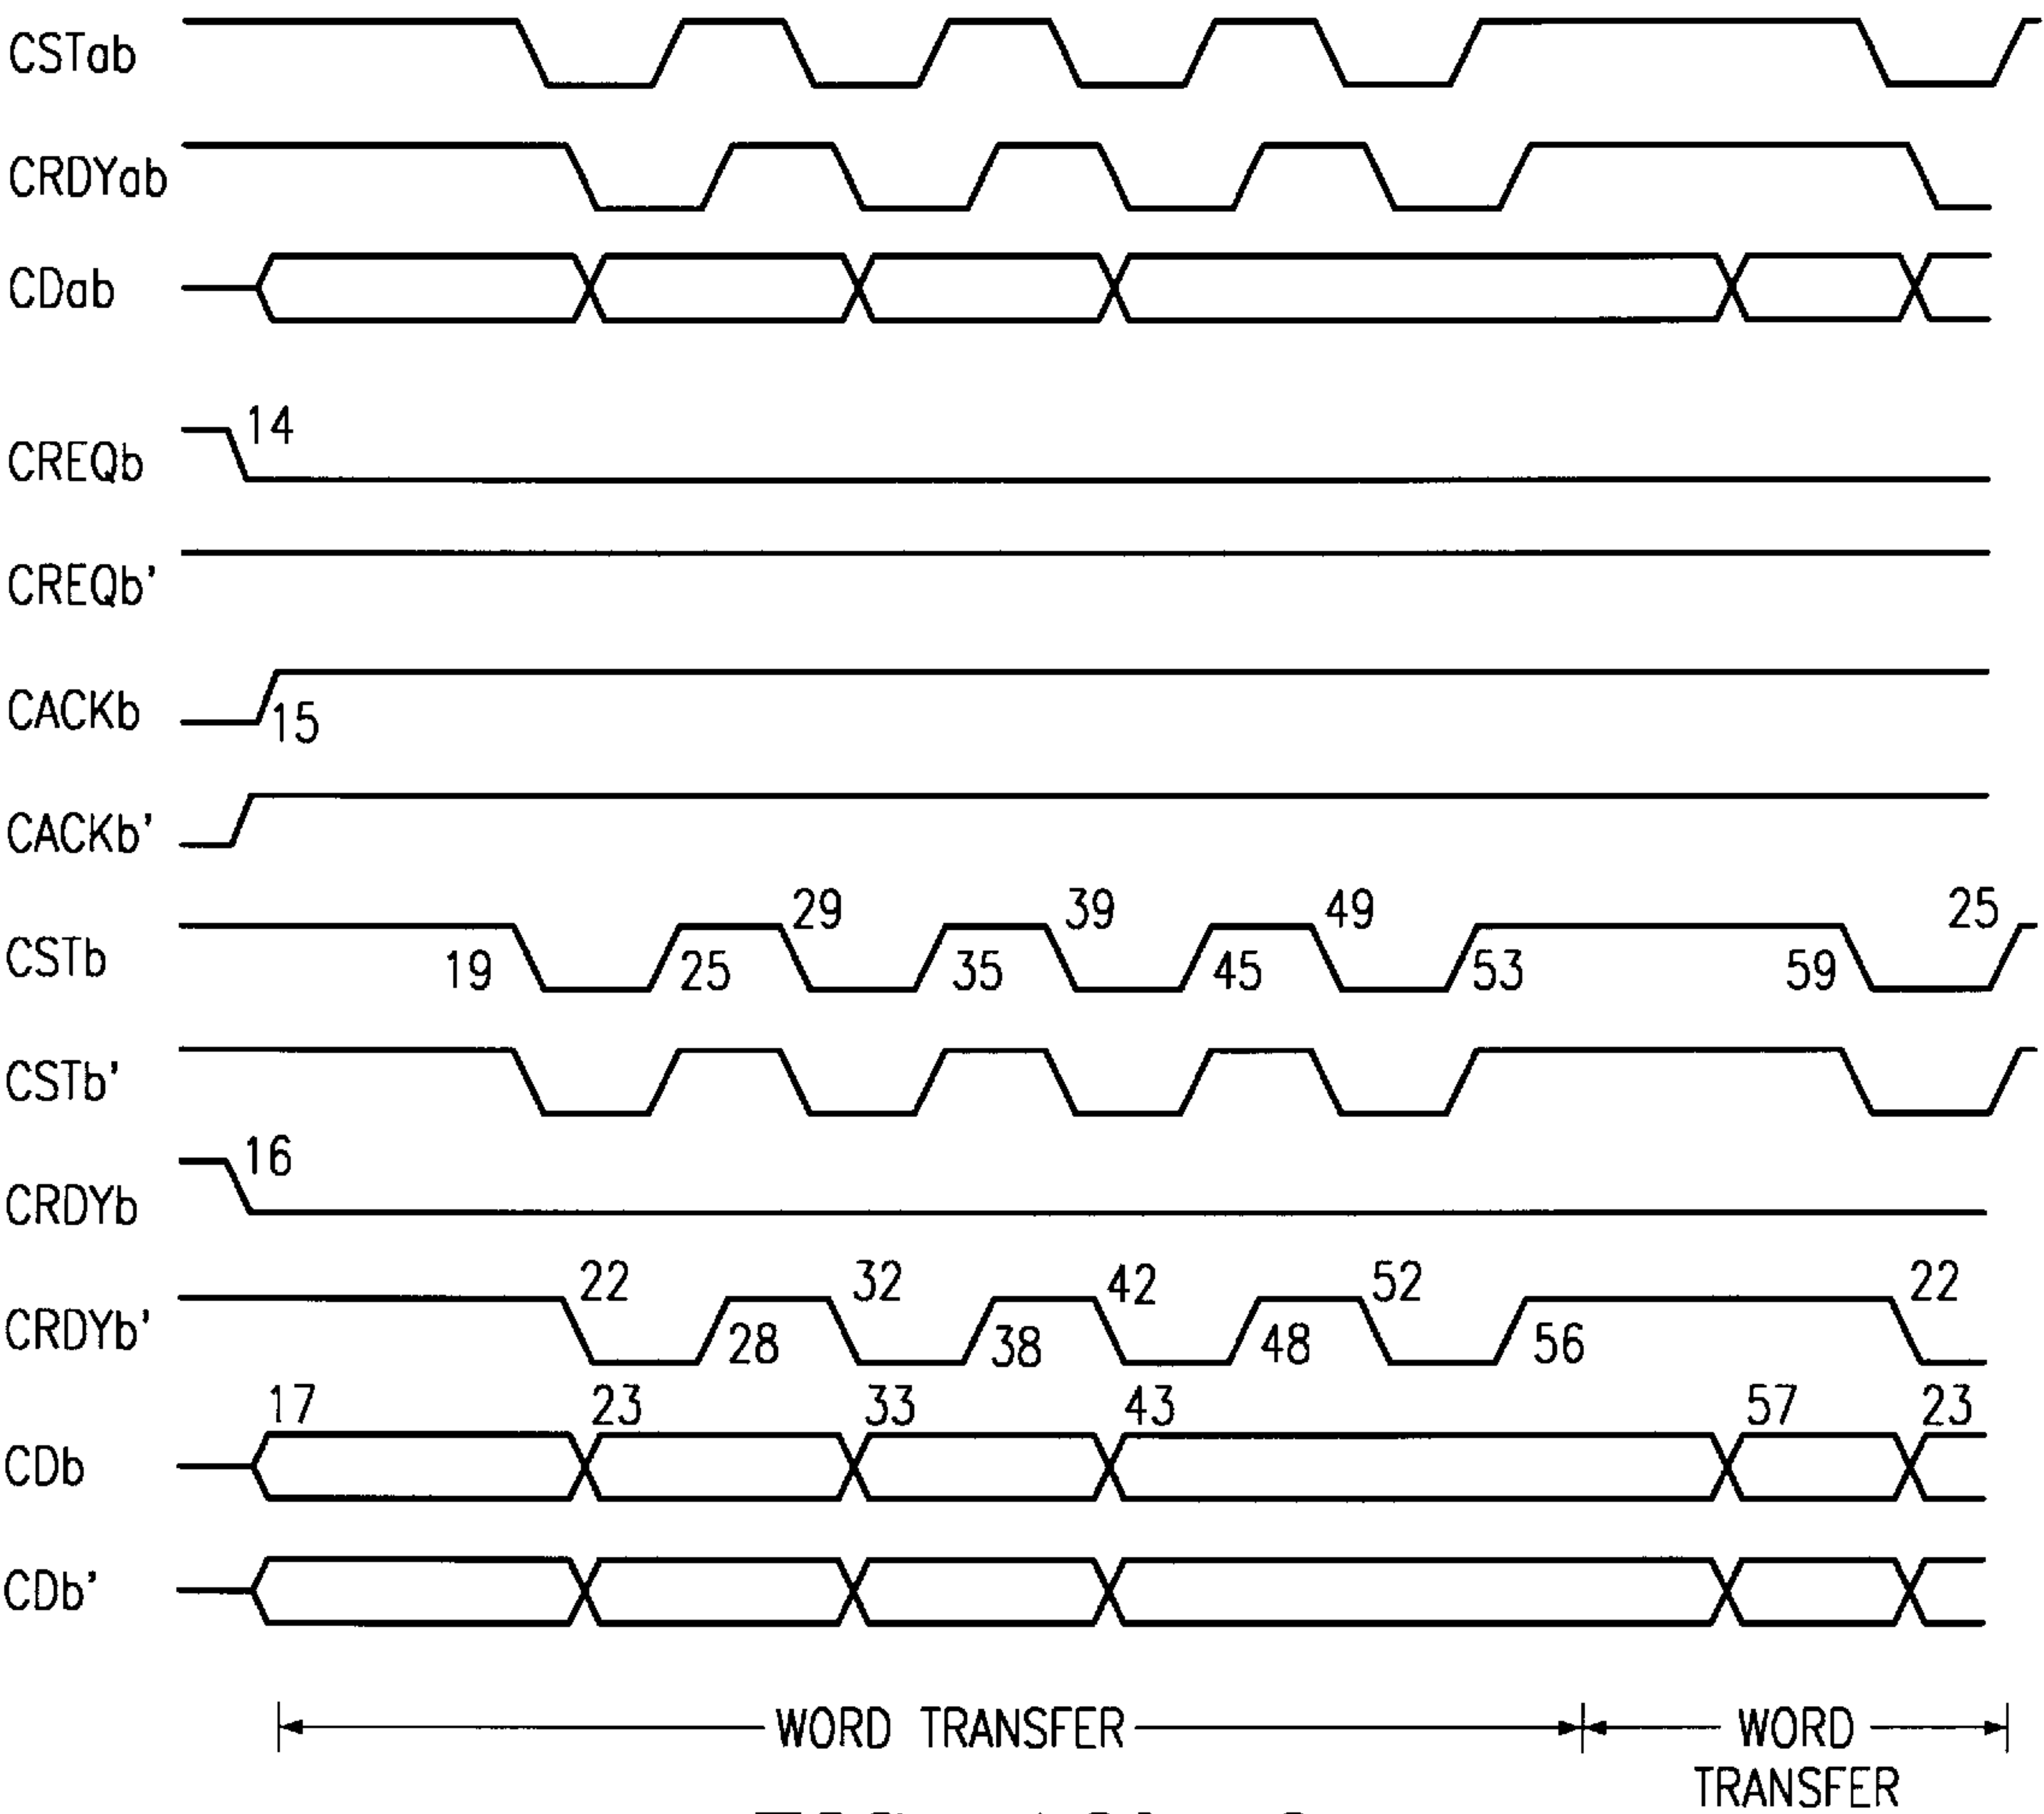 CSTab
CRDYab
CDab
14
CREQb
CREQb'
CACKb
15
CACKb'
29 39 49 25
CSTb
19 25 35 45 53 59
CSTb'
16
CRDYb
22 32 42 52 22
CRDYb'
28 38 48 56
17 23 33 43 57 23
CDb
CDb'
WORD TRANSFER WORD
TRANSFER